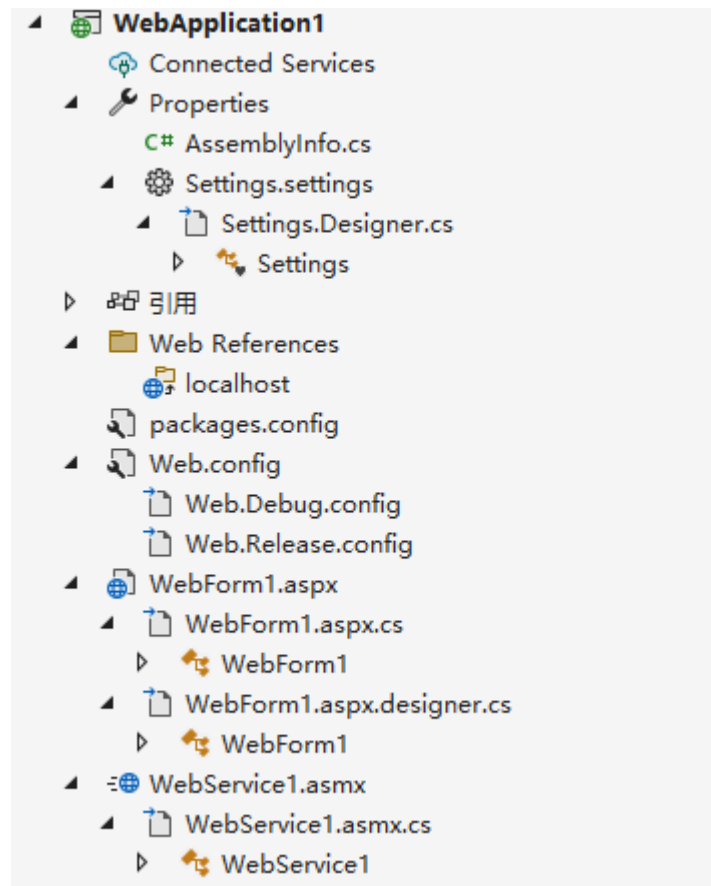 WebApplication1
Connected Services
Properties
C# AssemblyInfo.cs
Settings.settings
Settings.Designer.cs
Settings
引用
Web References
localhost
packages.config
Web.config
Web.Debug.config
Web.Release.config
WebForm1.aspx
WebForm1.aspx.cs
WebForm1
WebForm1.aspx.designer.cs
WebForm1
WebService1.asmx
WebService1.asmx.cs
WebService1